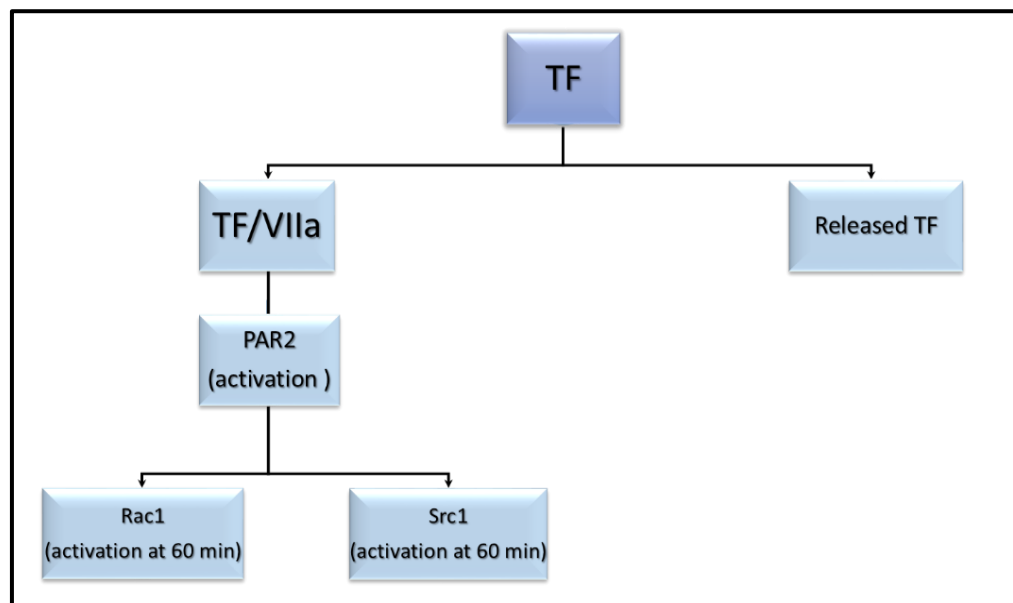 TF
TF/VIIa
Released TF
PAR2
(activation )
Rac1
(activation at 60 min)
Src1
(activation at 60 min)